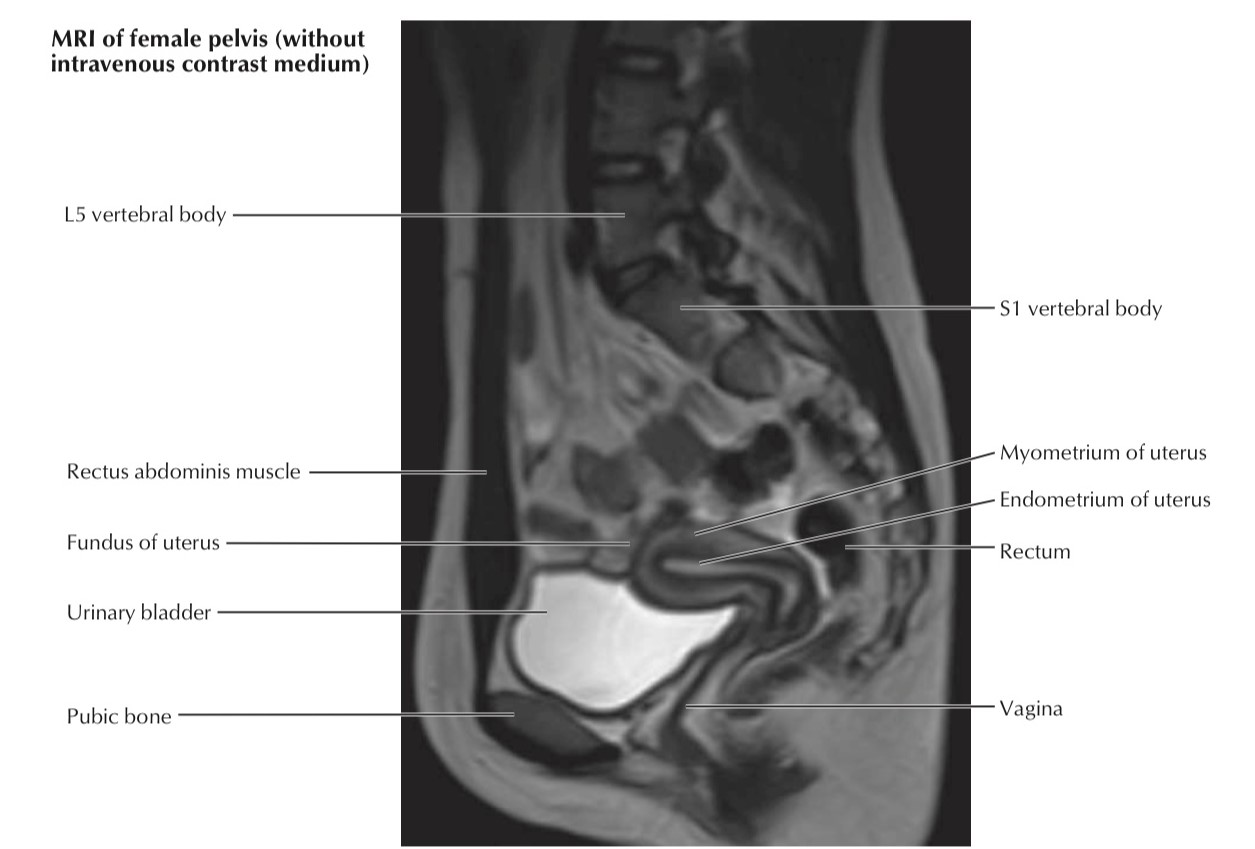 MRI of female pelvis (without
intravenous contrast medium)
L5 vertebral body
S1 vertebral body
Myometrium of uterus
Rectus abdominis muscle
Endometrium of uterus
Fundus of uterus
Rectum
Urinary bladder
Vagina
Pubic bone